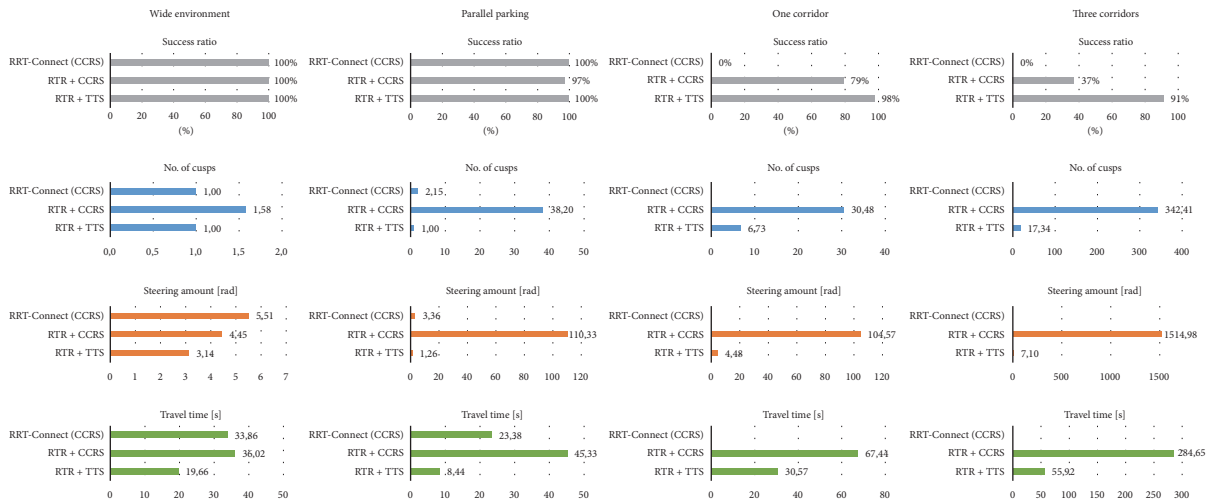 Wide environment
Success ratio
RRT-Connect (CCRS) 100%
RTR + CCRS 100%
RTR + TTS 100%
0 20 40 60 80 100
(%)
No. of cusps
RRT-Connect (CCRS) 1,00
RTR + CCRS 1,58
RTR + TTS 1,00
0,0 0,5 1,0 1,5 2,0
Steering amount [rad]
RRT-Connect (CCRS) 5,51
RTR + CCRS 4,45
RTR + TTS 3,14
0 1 2 3 4 5 6 7
Travel time [s]
RRT-Connect (CCRS) 33,86
RTR + CCRS 36,02
RTR + TTS 19,66
0 10 20 30 40 50
Parallel parking
Success ratio
RRT-Connect (CCRS) 100%
RTR + CCRS 97%
RTR + TTS 100%
0 20 40 60 80 100
(%)
No. of cusps
RRT-Connect (CCRS) 2,15
RTR + CCRS 38,20
RTR + TTS 1,00
0 10 20 30 40 50
Steering amount [rad]
RRT-Connect (CCRS) 3,36
RTR + CCRS 110,33
RTR + TTS 1,26
0 20 40 60 80 100 120
Travel time [s]
RRT-Connect (CCRS) 23,38
RTR + CCRS 45,33
RTR + TTS 8,44
0 10 20 30 40 50
One corridor
Success ratio
RRT-Connect (CCRS) 0%
RTR + CCRS 79%
RTR + TTS 98%
0 20 40 60 80 100
(%)
No. of cusps
RRT-Connect (CCRS)
RTR + CCRS 30,48
RTR + TTS 6,73
0 10 20 30 40
Steering amount [rad]
RRT-Connect (CCRS)
RTR + CCRS 104,57
RTR + TTS 4,48
0 20 40 60 80 100 120
Travel time [s]
RRT-Connect (CCRS)
RTR + CCRS 67,44
RTR + TTS 30,57
0 20 40 60 80
Three corridors
Success ratio
RRT-Connect (CCRS) 0%
RTR + CCRS 37%
RTR + TTS 91%
0 20 40 60 80 100
(%)
No. of cusps
RRT-Connect (CCRS)
RTR + CCRS 342,41
RTR + TTS 17,34
0 100 200 300 400
Steering amount [rad]
RRT-Connect (CCRS)
RTR + CCRS 1514,98
RTR + TTS 7,10
0 500 1000 1500
Travel time [s]
RRT-Connect (CCRS)
RTR + CCRS 284,65
RTR + TTS 55,92
0 50 100 150 200 250 300